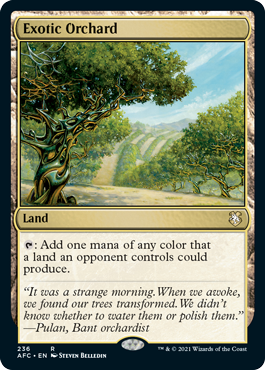 Exotic Orchard
Land
: Add one mana of any color that
a land an opponent controls could
produce.
“It was a strange morning. When we awoke,
we found our trees transformed. We didn’t
know whether to water them or polish them.”
—Pulan, Bant orchardist
236 R
AFC • EN Steven Belledin
™ & © 2021 Wizards of the Coast